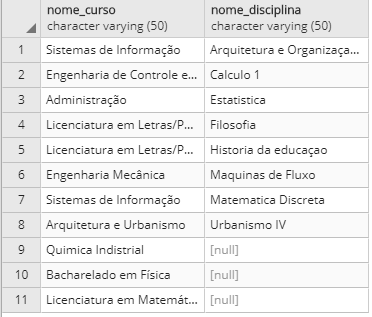 nome_curso nome_disciplina
character varying (50) character varying (50)
1 Sistemas de Informação Arquitetura e Organizaça...
2 Engenharia de Controle e... Calculo 1
3 Administração Estatistica
4 Licenciatura em Letras/P... Filosofia
5 Licenciatura em Letras/P... Historia da educaçao
6 Engenharia Mecânica Maquinas de Fluxo
7 Sistemas de Informação Matematica Discreta
8 Arquitetura e Urbanismo Urbanismo IV
9 Quimica Indistrial [null]
10 Bacharelado em Física [null]
11 Licenciatura em Matemát... [null]